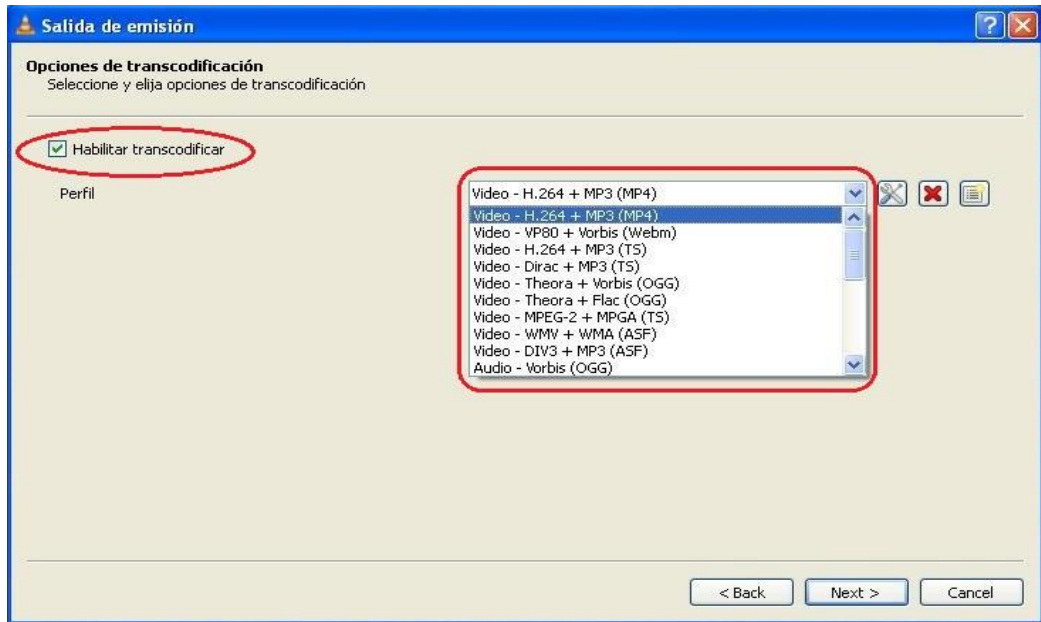 Salida de emisión
Opciones de transcodificación
Seleccione y elija opciones de transcodificación
Habilitar transcodificar
Perfil
Video - H.264 + MP3 (MP4)
Video - H.264 + MP3 (MP4)
Video - VP80 + Vorbis (Webm)
Video - H.264 + MP3 (TS)
Video - Dirac + MP3 (TS)
Video - Theora + Vorbis (OGG)
Video - Theora + Flac (OGG)
Video - MPEG-2 + MPGA (TS)
Video - WMV + WMA (ASF)
Video - DIV3 + MP3 (ASF)
Audio - Vorbis (OGG)
< Back Next > Cancel